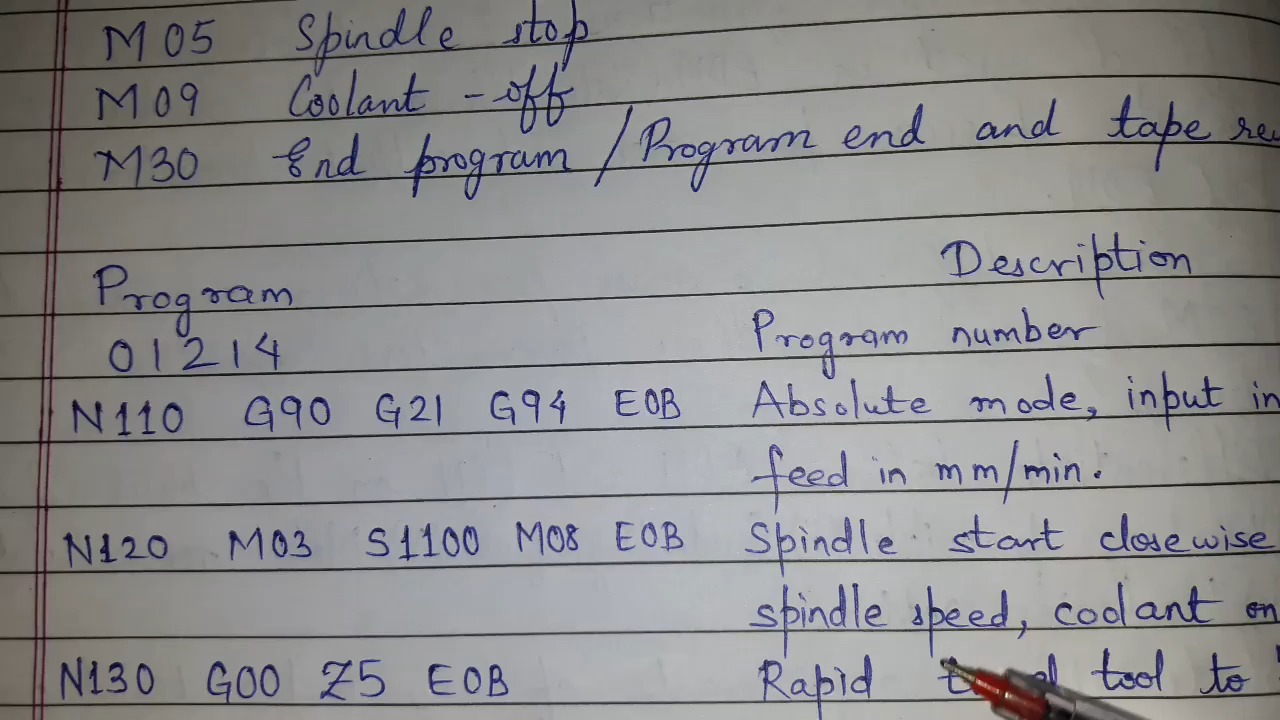 M05 Spindle stop
M09 Coolant - off
M30 End program / Program end and tape re
Program Description
01214 Program number
N110 G90 G21 G94 EOB Absolute mode, input in
feed in mm/min.
N120 M03 S1100 M08 EOB Spindle start closewise
spindle speed, coolant on
N130 G00 Z5 EOB Rapid tool to